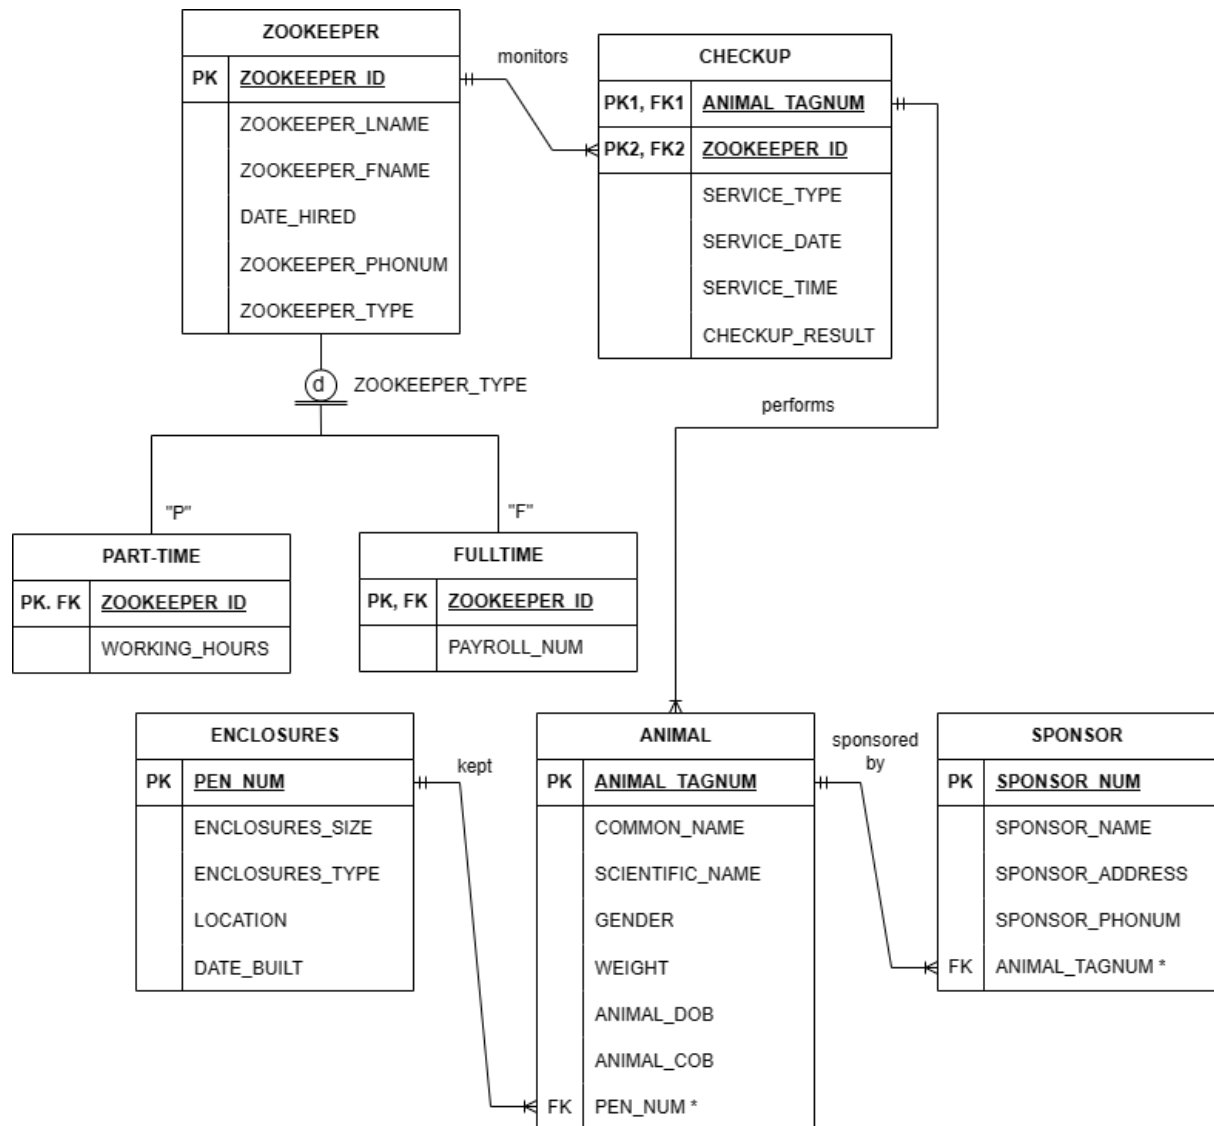 ZOOKEEPER
PK ZOOKEEPER_ID
ZOOKEEPER_LNAME
ZOOKEEPER_FNAME
DATE_HIRED
ZOOKEEPER_PHONUM
ZOOKEEPER_TYPE
monitors
CHECKUP
PK1, FK1 ANIMAL_TAGNUM
PK2, FK2 ZOOKEEPER_ID
SERVICE_TYPE
SERVICE_DATE
SERVICE_TIME
CHECKUP_RESULT
d ZOOKEEPER_TYPE
performs
"P"
"F"
PART-TIME
PK. FK ZOOKEEPER_ID
WORKING_HOURS
FULLTIME
PK, FK ZOOKEEPER_ID
PAYROLL_NUM
ENCLOSURES
PK PEN_NUM
ENCLOSURES_SIZE
ENCLOSURES_TYPE
LOCATION
DATE_BUILT
kept
ANIMAL
PK ANIMAL_TAGNUM
COMMON_NAME
SCIENTIFIC_NAME
GENDER
WEIGHT
ANIMAL_DOB
ANIMAL_COB
FK PEN_NUM *
sponsored
by
SPONSOR
PK SPONSOR_NUM
SPONSOR_NAME
SPONSOR_ADDRESS
SPONSOR_PHONUM
FK ANIMAL_TAGNUM *